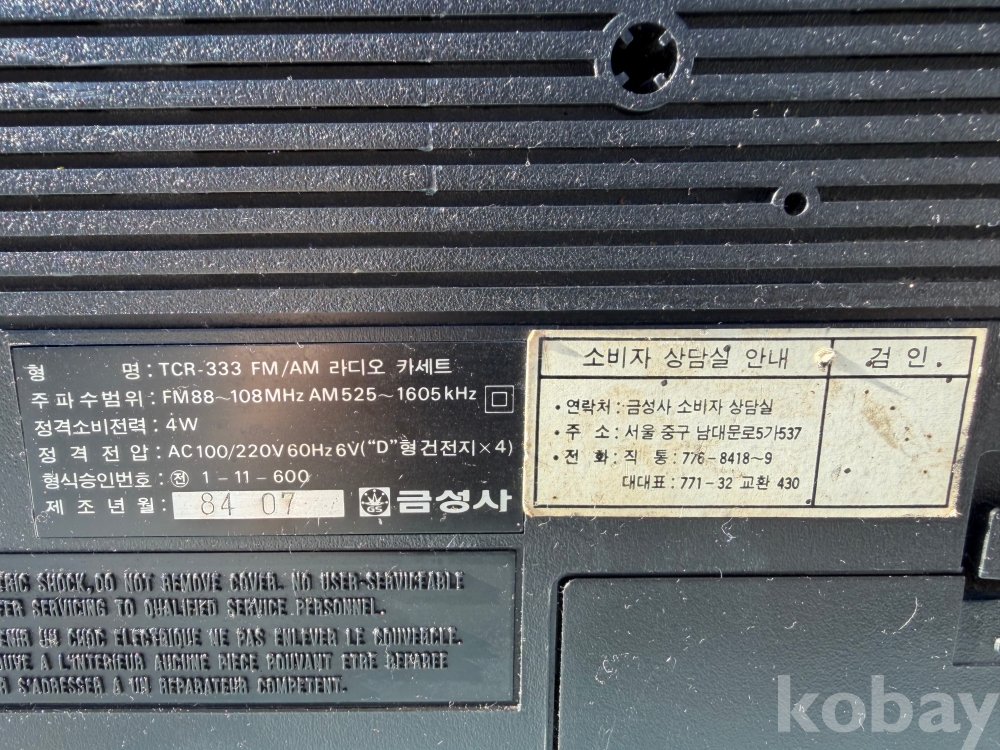 형 명 : TCR-333 FM/AM 라디오 카세트
주파수범위 : FM88~108MHz AM525~1605kHz
정격소비전력 : 4W
정격전압 : AC100/220V 60Hz 6V("D"형건전지×4)
형식승인번호 : 전 1-11-600
제조년월 : 84 07
GS 금성사
소비자 상담실 안내
검 인
• 연락처 : 금성사 소비자 상담실
• 주 소 : 서울 중구 남대문로5가537
• 전 화 : 직 통 : 776-8418~9
대대표 : 771-32 교환 430
RIC SHOCK, DO NOT REMOVE COVER. NO USER-SERVICEABLE
ER SERVICING TO QUALIFIED SERVICE PERSONNEL.
UN CHOC ELECTRIQUE NE PAS ENLEVER LE COUVERCLE.
A L'INTERIEUR AUCUNE PIECE POUVANT ETRE REPAREE
R S'ADRESSER A UN REPARATEUR COMPETENT.
kobay